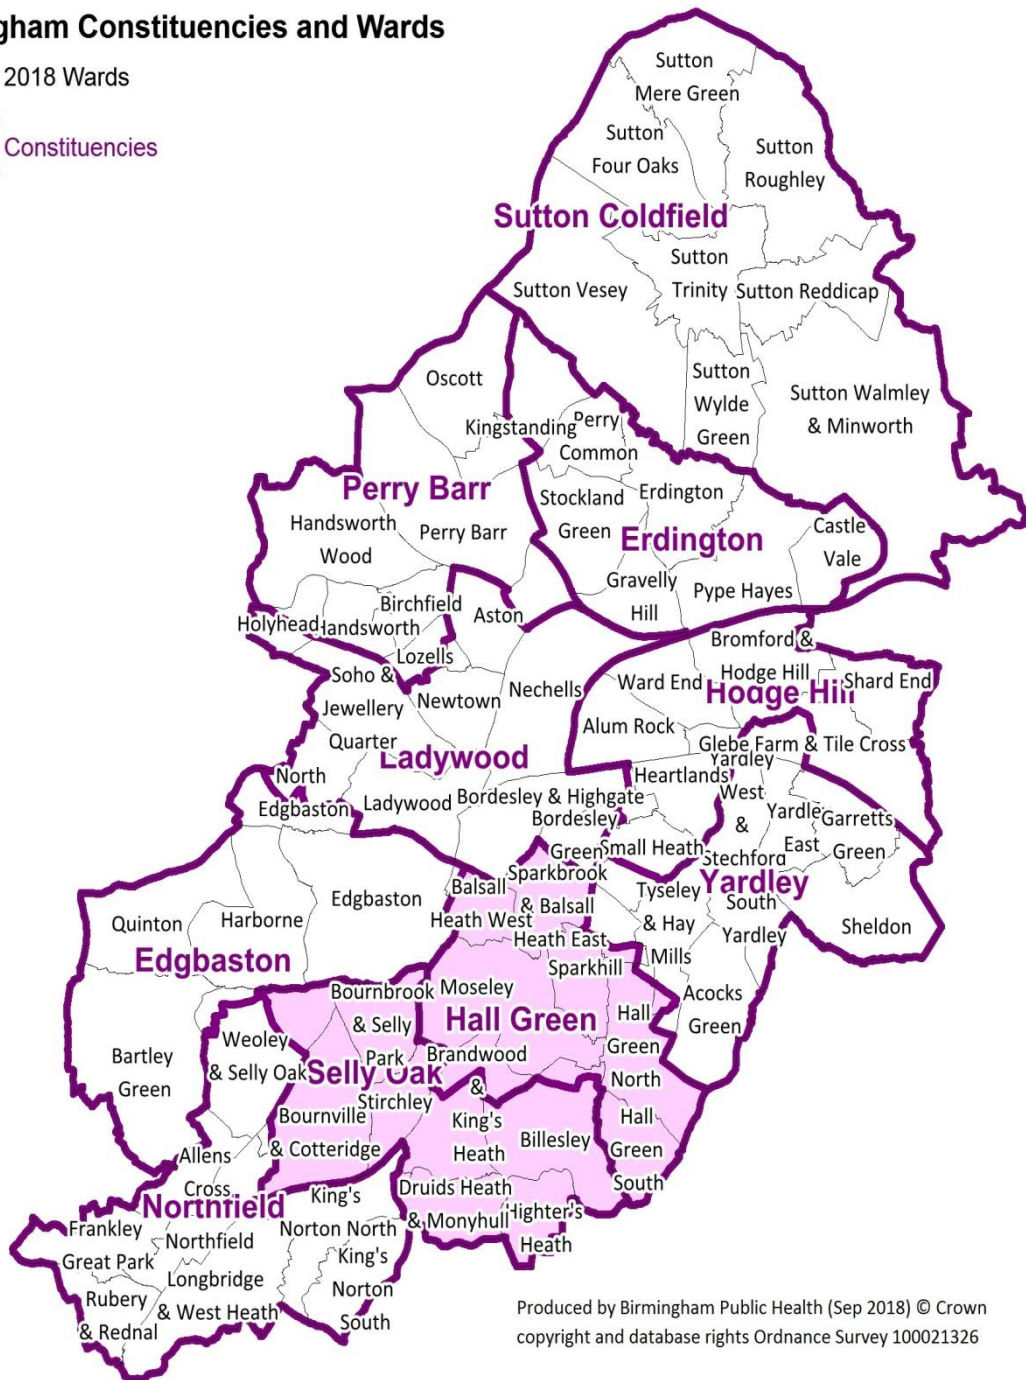 gham Constituencies and Wards
2018 Wards
Constituencies
Sutton
Mere Green
Sutton
Four Oaks
Sutton
Roughley
Sutton Coldfield
Sutton
Trinity
Sutton Vesey
Sutton Reddicap
Sutton
Wylde
Green
Sutton Walmley
& Minworth
Oscott
Kingstanding
Perry
Common
Perry Barr
Stockland
Green
Erdington
Erdington
Castle
Vale
Handsworth
Wood
Perry Barr
Gravelly
Hill
Pype Hayes
Birchfield
Holyhead
Handsworth
Aston
Lozells
Bromford &
Hodge Hill
Hodge Hill
Shard End
Ward End
Alum Rock
Soho &
Jewellery
Quarter
Newtown
Nechells
Ladywood
Glebe Farm & Tile Cross
North
Edgbaston
Ladywood
Bordesley & Highgate
Bordesley
Green
Heartlands
Small Heath
Yardley
West
&
Stechford
Yardley
East
Garretts
Green
Yardley
South
Yardley
Sheldon
Tyseley
& Hay
Mills
Acocks
Green
Quinton
Harborne
Edgbaston
Edgbaston
Balsall
Heath West
Sparkbrook
& Balsall
Heath East
Sparkhill
Moseley
Hall Green
Hall
Green
North
Hall
Green
South
Bartley
Green
Weoley
& Selly Oak
Bournbrook
& Selly
Park
Selly Oak
Stirchley
Bournville
& Cotteridge
Brandwood
&
King's
Heath
Billesley
Druids Heath
& Monyhull
Highter's
Heath
Allens
Cross
Northfield
Frankley
Great Park
Northfield
Rubery
& Rednal
Longbridge
& West Heath
King's
Norton North
King's
Norton
South
Produced by Birmingham Public Health (Sep 2018) © Crown
copyright and database rights Ordnance Survey 100021326